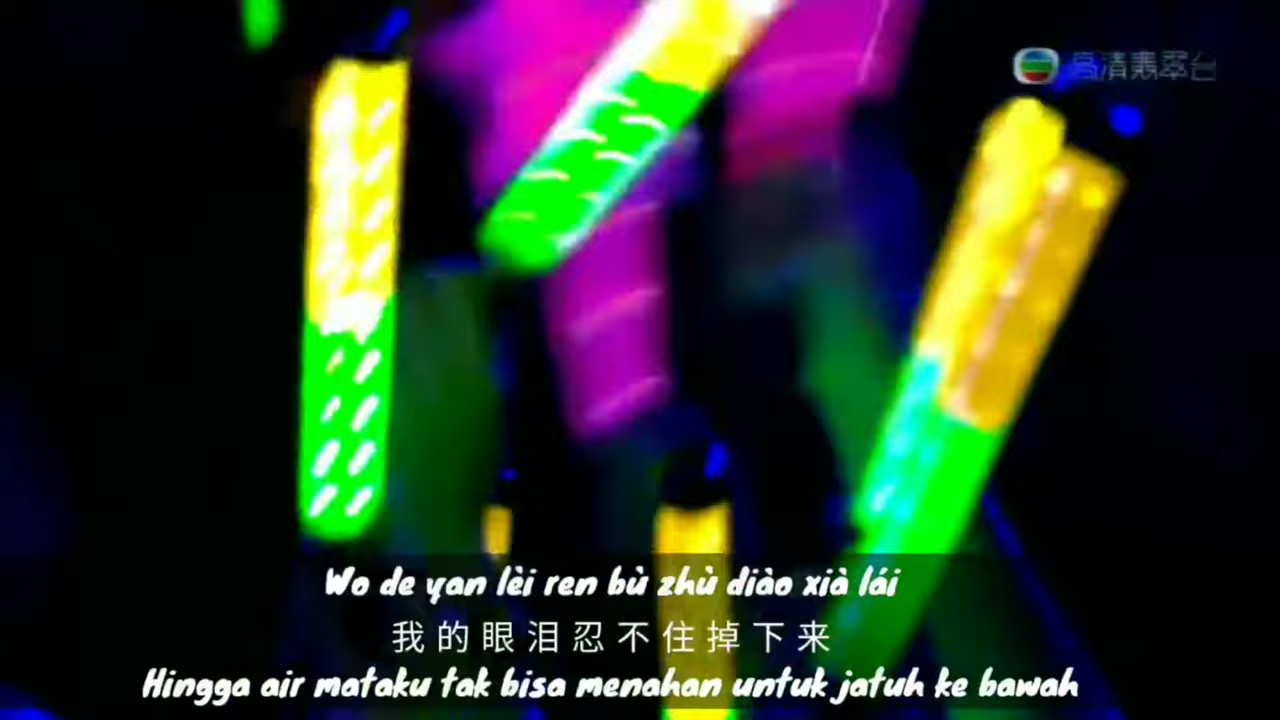 高清翡翠台
Wo de yan lèi ren bù zhù diào xià lái
我的眼泪忍不住掉下来
Hingga air mataku tak bisa menahan untuk jatuh ke bawah